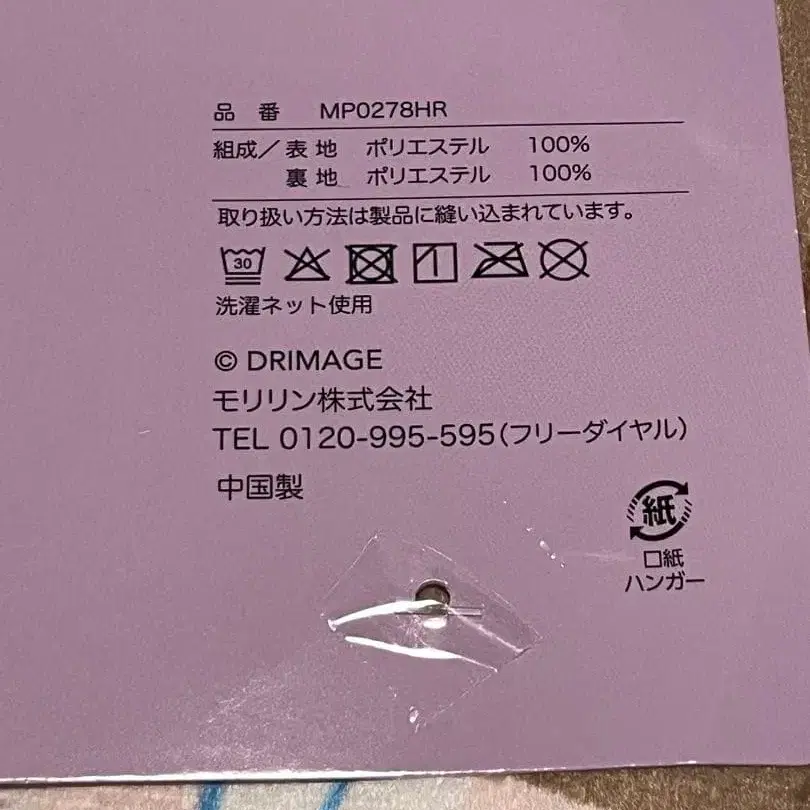 品番 MP0278HR
組成／表地 ポリエステル 100%
裏地 ポリエステル 100%
取り扱い方法は製品に縫い込まれています。
30
洗濯ネット使用
© DRIMAGE
モリリン株式会社
TEL 0120-995-595（フリーダイヤル）
中国製
紙
口紙
ハンガー